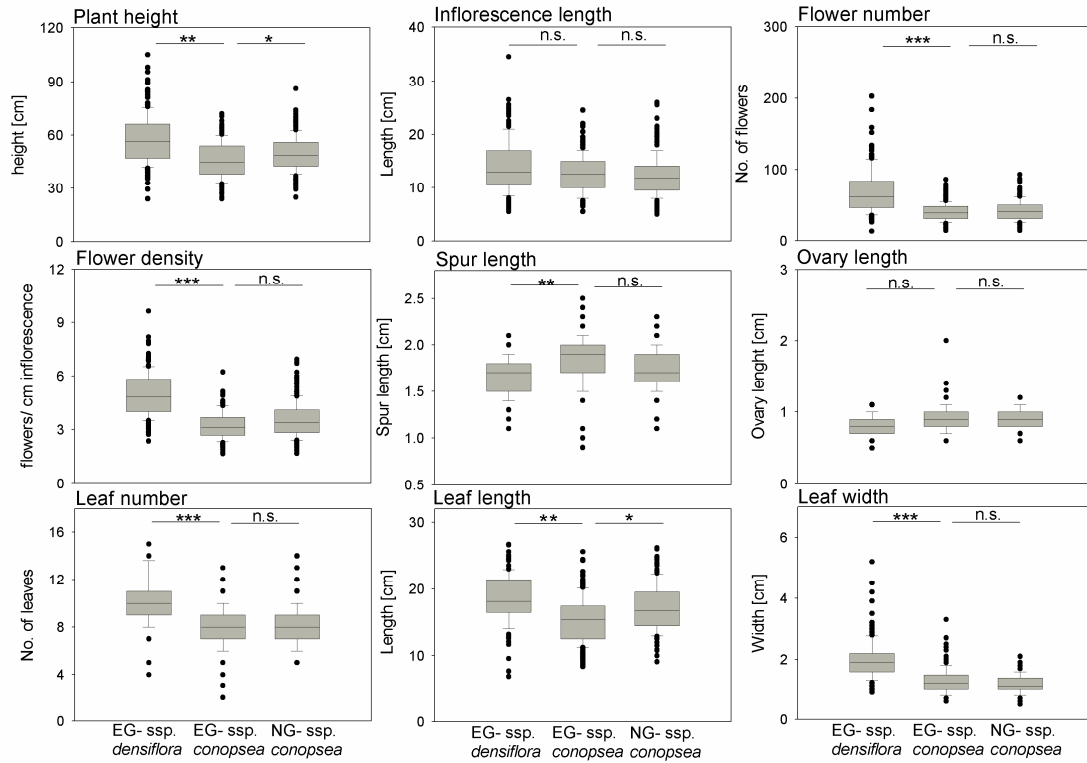 Plant height
** *
height [cm]
120
90
60
30
0
Inflorescence length
n.s. n.s.
Length [cm]
40
30
20
10
0
Flower number
*** n.s.
No. of flowers
300
200
100
0
Flower density
*** n.s.
flowers/ cm inflorescence
12
9
6
3
0
Spur length
** n.s.
Spur length [cm]
2.5
2.0
1.5
1.0
0.5
Ovary length
n.s. n.s.
Ovary lenght [cm]
3
2
1
0
Leaf number
*** n.s.
No. of leaves
16
12
8
4
0
EG- ssp. EG- ssp. NG- ssp.
densiflora conopsea conopsea
Leaf length
** *
Length [cm]
30
20
10
0
EG- ssp. EG- ssp. NG- ssp.
densiflora conopsea conopsea
Leaf width
*** n.s.
Width [cm]
6
4
2
0
EG- ssp. EG- ssp. NG- ssp.
densiflora conopsea conopsea